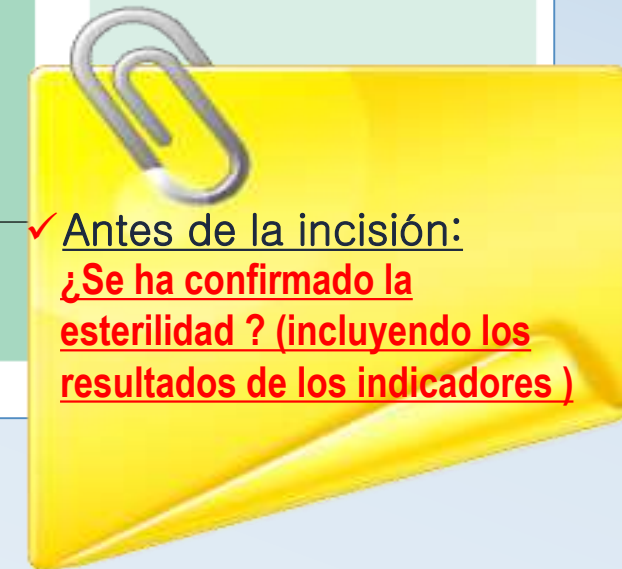 ✓ Antes de la incisión:
¿Se ha confirmado la
esterilidad ? (incluyendo los
resultados de los indicadores )